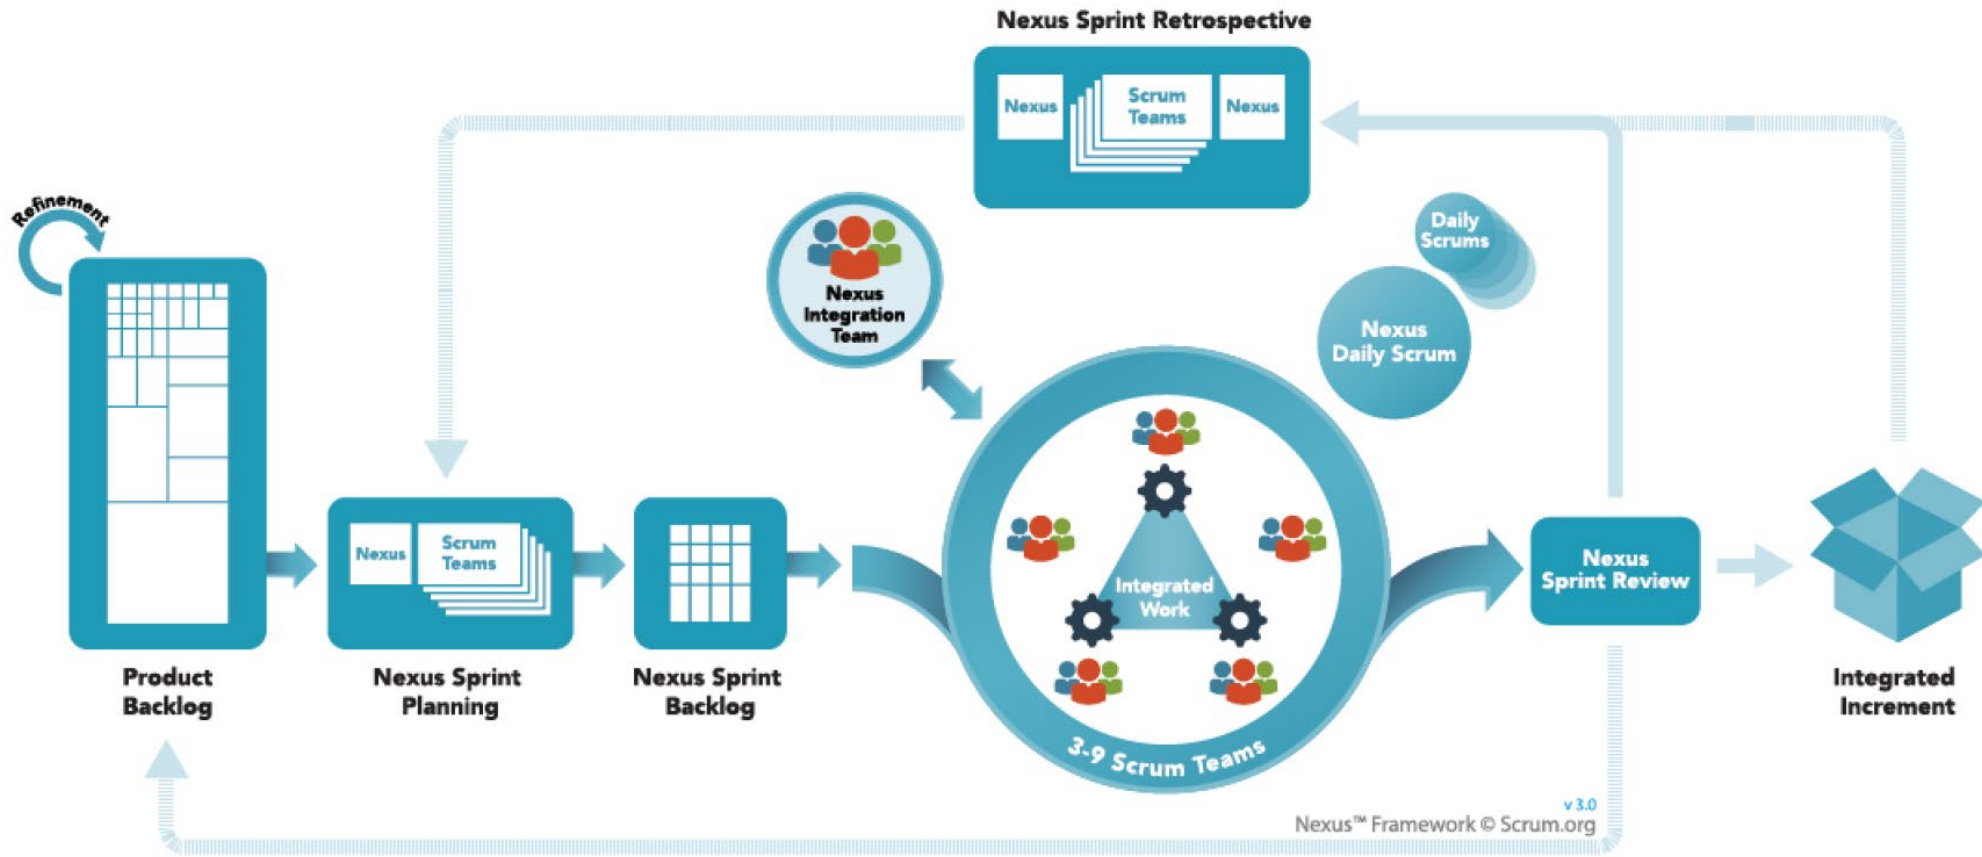 Nexus Sprint Retrospective
Nexus
Scrum
Teams
Nexus
Refinement
Nexus
Integration
Team
Daily
Scrums
Nexus
Daily Scrum
Nexus
Scrum
Teams
Integrated
Work
Nexus
Sprint Review
3-9 Scrum Teams
Product
Backlog
Nexus Sprint
Planning
Nexus Sprint
Backlog
Integrated
Increment
v 3.0
Nexus™ Framework © Scrum.org